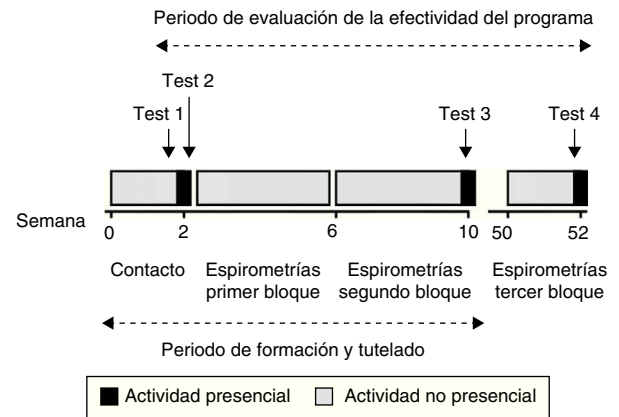 Periodo de evaluación de la efectividad del programa
Test 2
Test 1
Test 3
Test 4
Semana
0
2
6
10
50
52
Contacto
Espirometrías
primer bloque
Espirometrías
segundo bloque
Espirometrías
tercer bloque
Periodo de formación y tutelado
Actividad presencial
Actividad no presencial